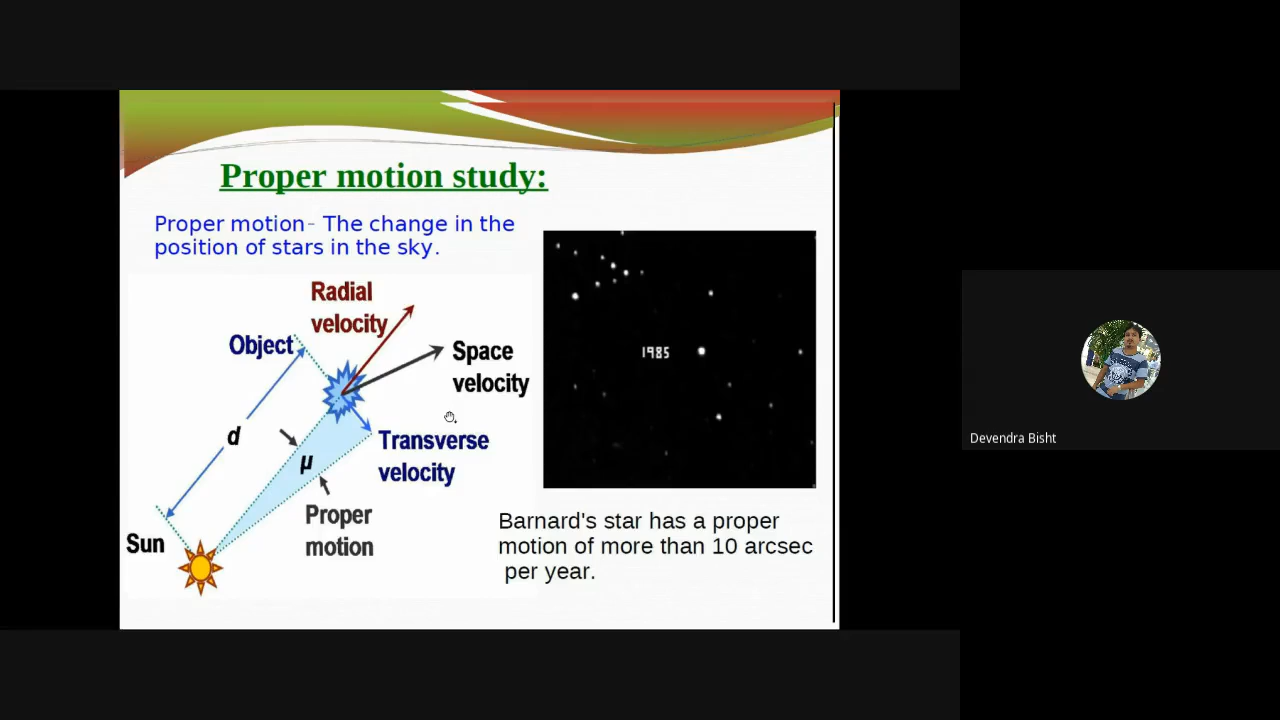 Proper motion study:
Proper motion- The change in the
position of stars in the sky.
Radial
velocity
Object
Space
velocity
d
Transverse
velocity
μ
Proper
motion
Sun
1985
Barnard's star has a proper
motion of more than 10 arcsec
per year.
Devendra Bisht